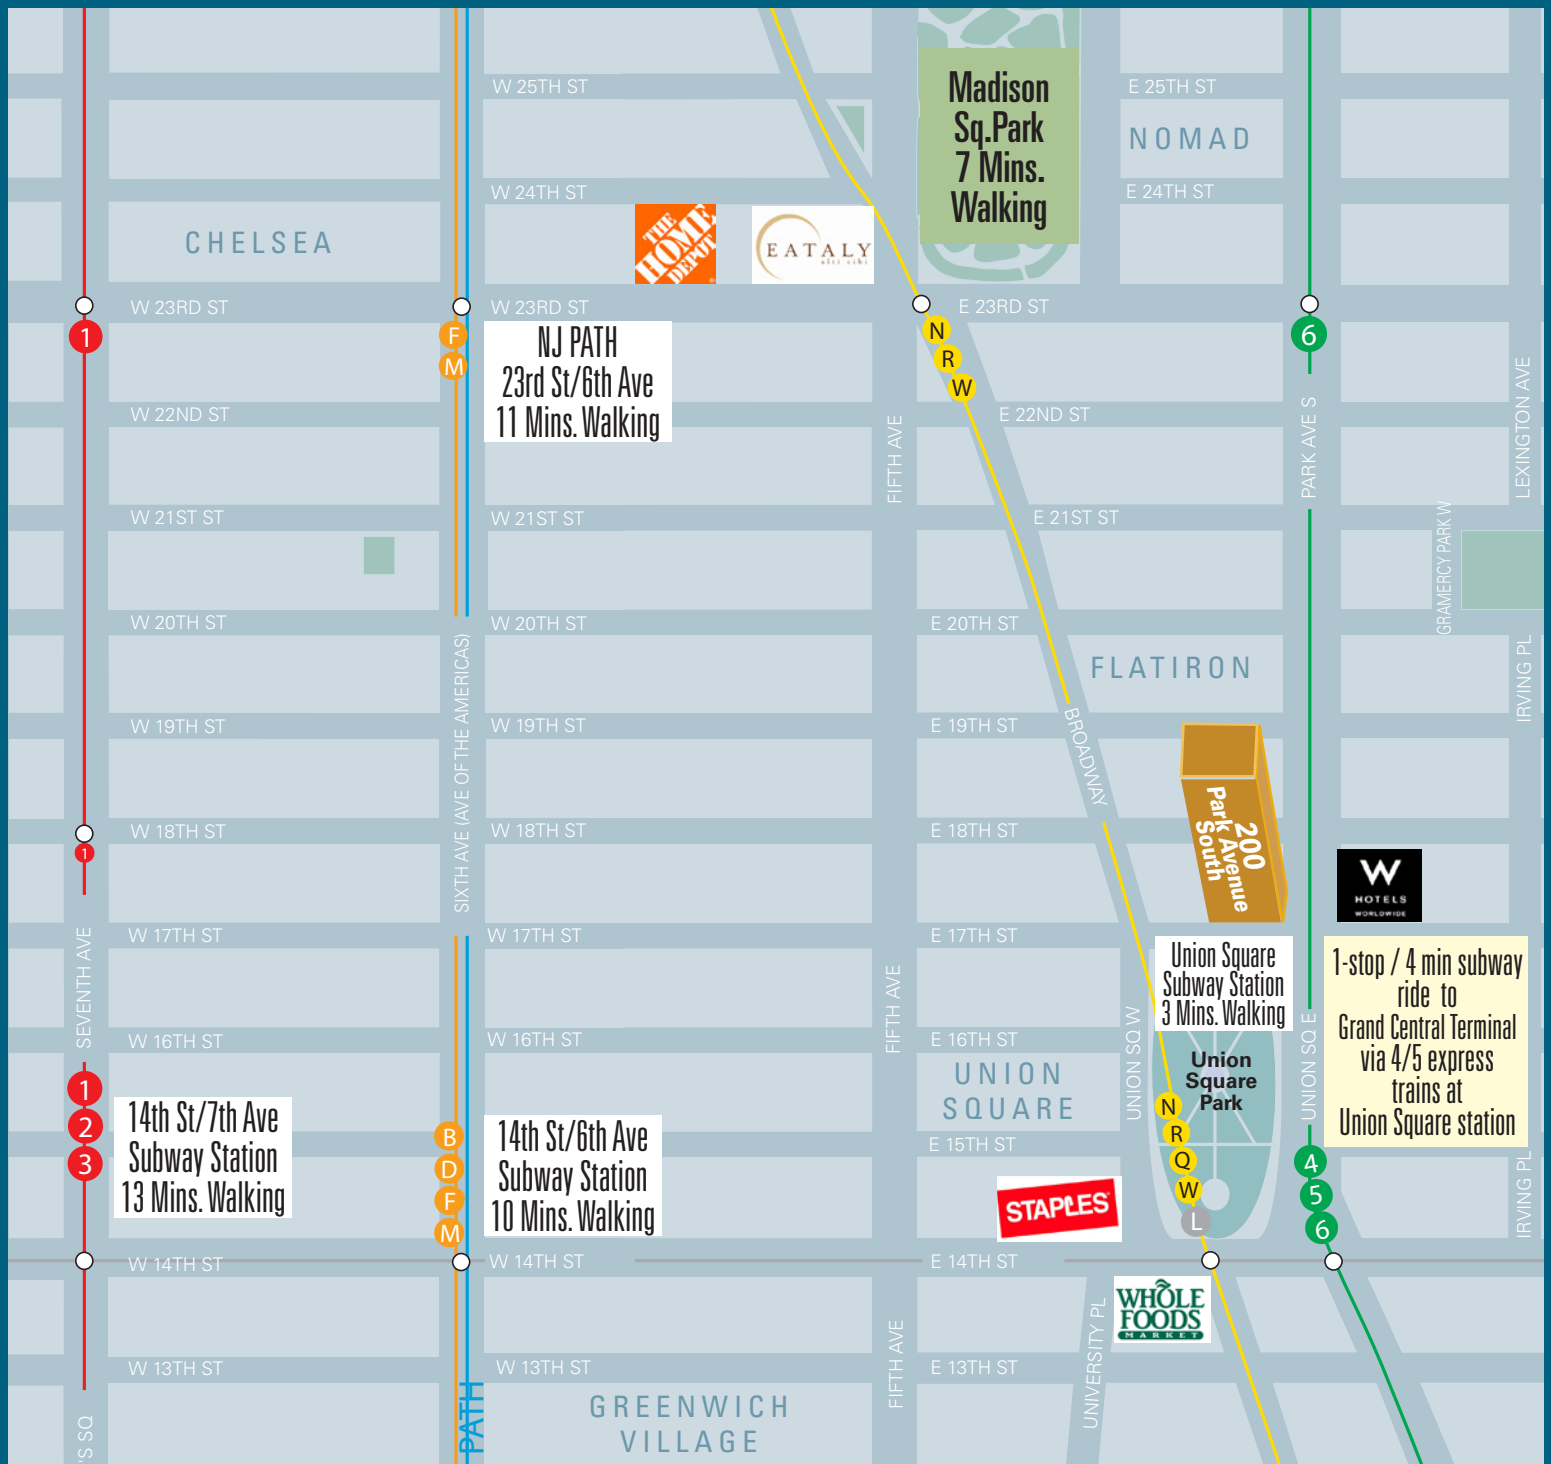 W 25TH ST
E 25TH ST
Madison
Sq.Park
7 Mins.
Walking
NOMAD
W 24TH ST
E 24TH ST
CHELSEA
THE
HOME
DEPOT
EATALY
alti cibi
W 23RD ST
W 23RD ST
E 23RD ST
1
F
M
NJ PATH
23rd St/6th Ave
11 Mins. Walking
N
R
W
6
W 22ND ST
E 22ND ST
FIFTH AVE
PARK AVE S
LEXINGTON AVE
W 21ST ST
W 21ST ST
E 21ST ST
GRAMERCY PARK W
W 20TH ST
W 20TH ST
E 20TH ST
SIXTH AVE (AVE OF THE AMERICAS)
FLATIRON
IRVING PL
W 19TH ST
W 19TH ST
E 19TH ST
BROADWAY
200
Park Avenue
South
W 18TH ST
W 18TH ST
E 18TH ST
1
W
HOTELS
WORLDWIDE
W 17TH ST
W 17TH ST
E 17TH ST
SEVENTH AVE
FIFTH AVE
Union Square
Subway Station
3 Mins. Walking
1-stop / 4 min subway
ride to
Grand Central Terminal
via 4/5 express
trains at
Union Square station
W 16TH ST
W 16TH ST
E 16TH ST
UNION SQ W
UNION SQ E
UNION
SQUARE
Union
Square
Park
1
2
3
14th St/7th Ave
Subway Station
13 Mins. Walking
B
D
F
M
14th St/6th Ave
Subway Station
10 Mins. Walking
E 15TH ST
N
R
Q
W
L
4
5
6
STAPLES
IRVING PL
W 14TH ST
W 14TH ST
E 14TH ST
WHOLE
FOODS
MARKET
UNIVERSITY PL
FIFTH AVE
W 13TH ST
W 13TH ST
E 13TH ST
PATH
GREENWICH
VILLAGE
'S SQ